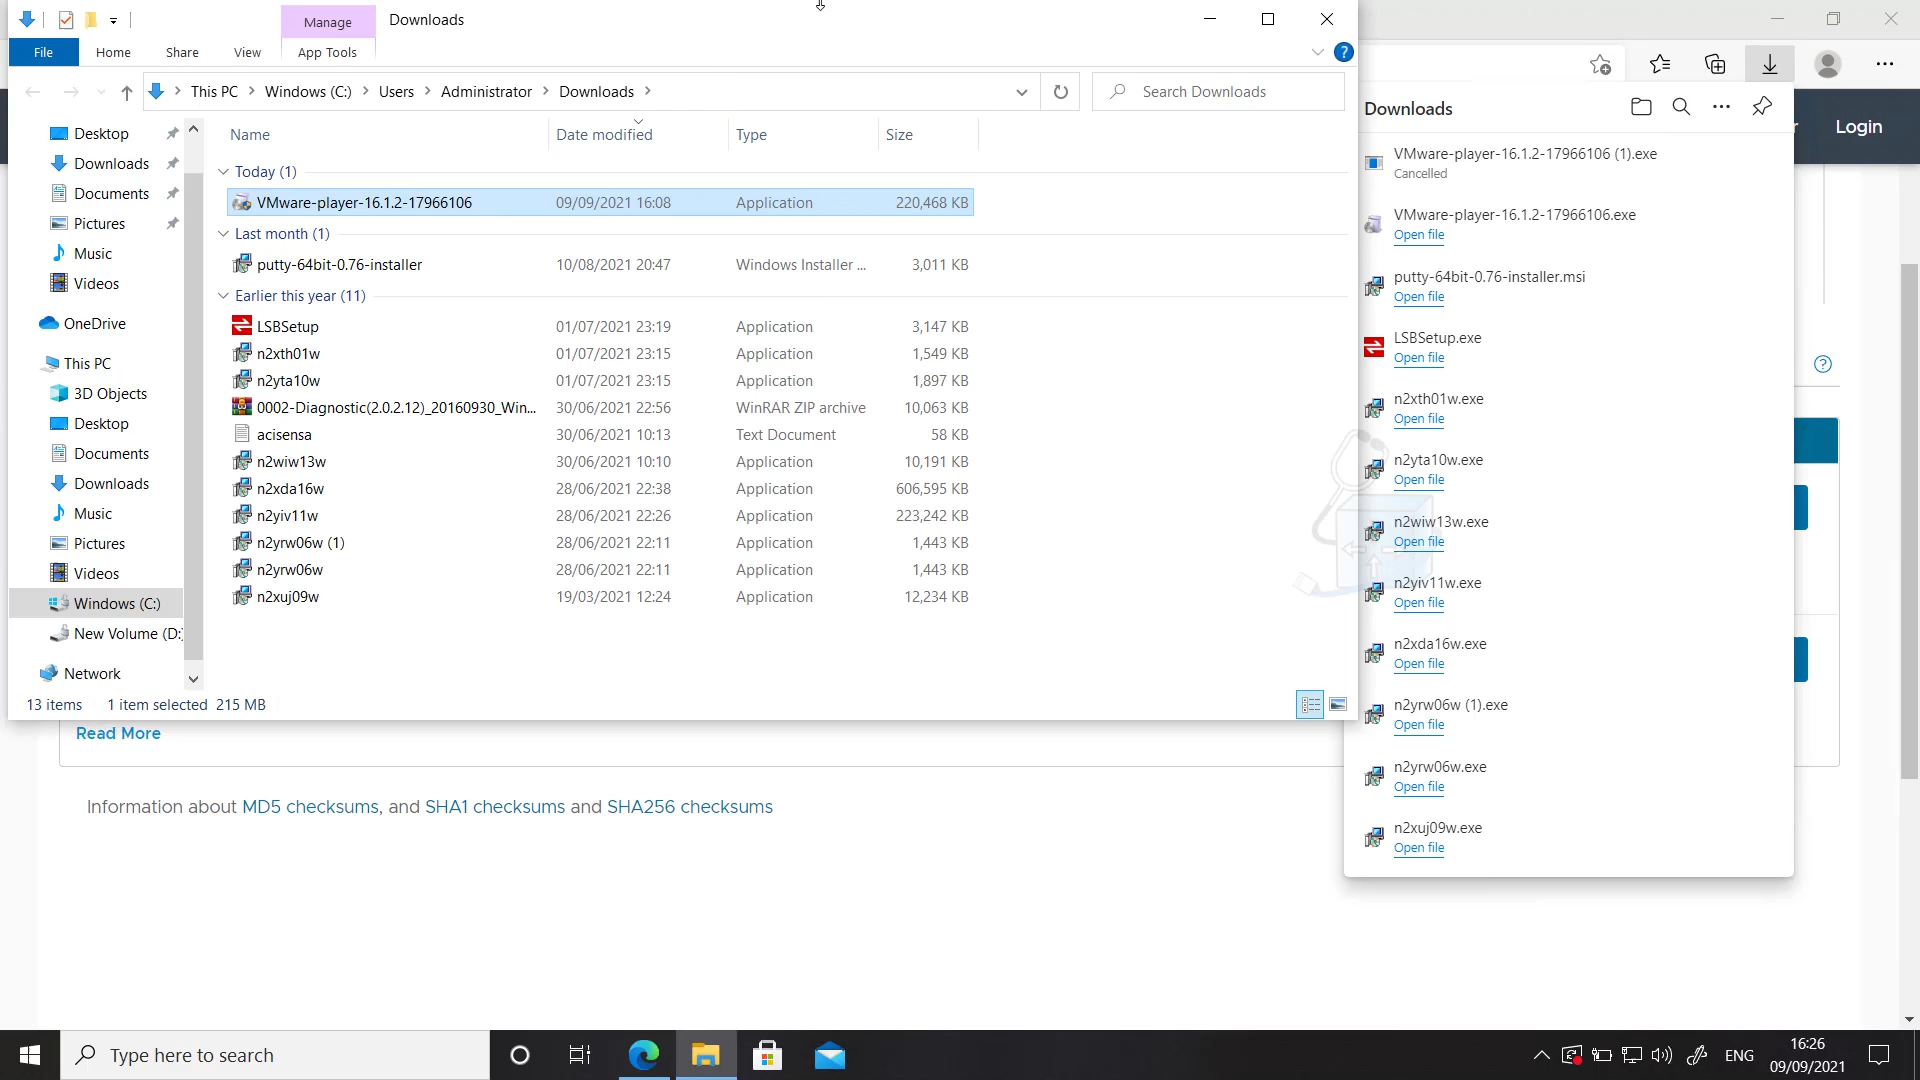 Manage
Downloads
File
Home
Share
View
App Tools
This PC
Windows (C:)
Users
Administrator
Downloads
Search Downloads
Desktop
Downloads
Documents
Pictures
Music
Videos
OneDrive
This PC
3D Objects
Desktop
Documents
Downloads
Music
Pictures
Videos
Windows (C:)
New Volume (D:)
Network
Name Date modified Type Size
Today (1)
VMware-player-16.1.2-17966106 09/09/2021 16:08 Application 220,468 KB
Last month (1)
putty-64bit-0.76-installer 10/08/2021 20:47 Windows Installer ... 3,011 KB
Earlier this year (11)
LSBSetup 01/07/2021 23:19 Application 3,147 KB
n2xth01w 01/07/2021 23:15 Application 1,549 KB
n2yta10w 01/07/2021 23:15 Application 1,897 KB
0002-Diagnostic(2.0.2.12)_20160930_Win... 30/06/2021 22:56 WinRAR ZIP archive 10,063 KB
acisensa 30/06/2021 10:13 Text Document 58 KB
n2wiw13w 30/06/2021 10:10 Application 10,191 KB
n2xda16w 28/06/2021 22:38 Application 606,595 KB
n2yiv11w 28/06/2021 22:26 Application 223,242 KB
n2yrw06w (1) 28/06/2021 22:11 Application 1,443 KB
n2yrw06w 28/06/2021 22:11 Application 1,443 KB
n2xuj09w 19/03/2021 12:24 Application 12,234 KB
13 items 1 item selected 215 MB
Login
Downloads
VMware-player-16.1.2-17966106 (1).exe
Cancelled
VMware-player-16.1.2-17966106.exe
Open file
putty-64bit-0.76-installer.msi
Open file
LSBSetup.exe
Open file
n2xth01w.exe
Open file
n2yta10w.exe
Open file
n2wiw13w.exe
Open file
n2yiv11w.exe
Open file
n2xda16w.exe
Open file
n2yrw06w (1).exe
Open file
n2yrw06w.exe
Open file
n2xuj09w.exe
Open file
Read More
Information about MD5 checksums, and SHA1 checksums and SHA256 checksums
Type here to search
ENG
16:26
09/09/2021